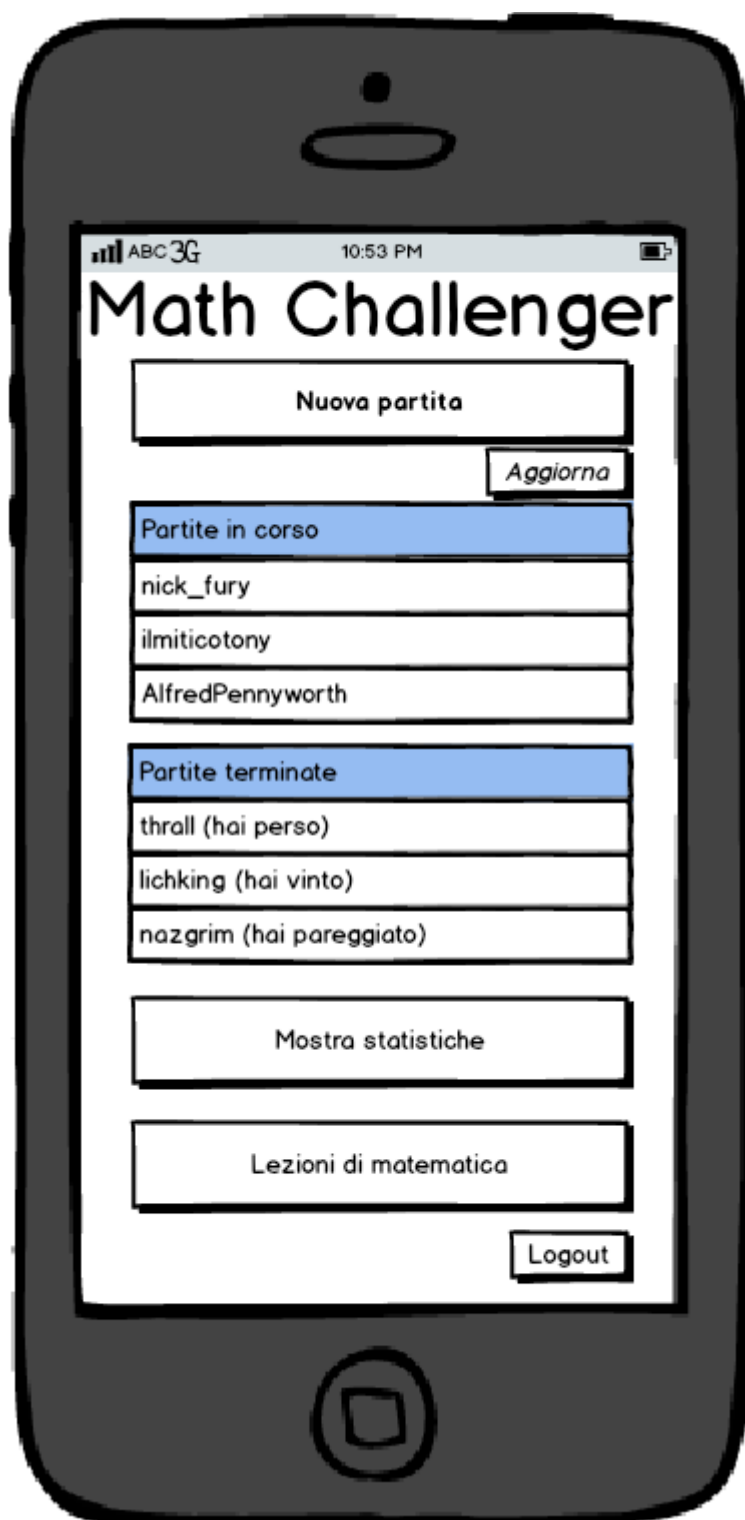 ABC 3G 10:53 PM
Math Challenger
Nuova partita
Aggiorna
Partite in corso
nick_fury
ilmiticotony
AlfredPennyworth
Partite terminate
thrall (hai perso)
lichking (hai vinto)
nazgrim (hai pareggiato)
Mostra statistiche
Lezioni di matematica
Logout